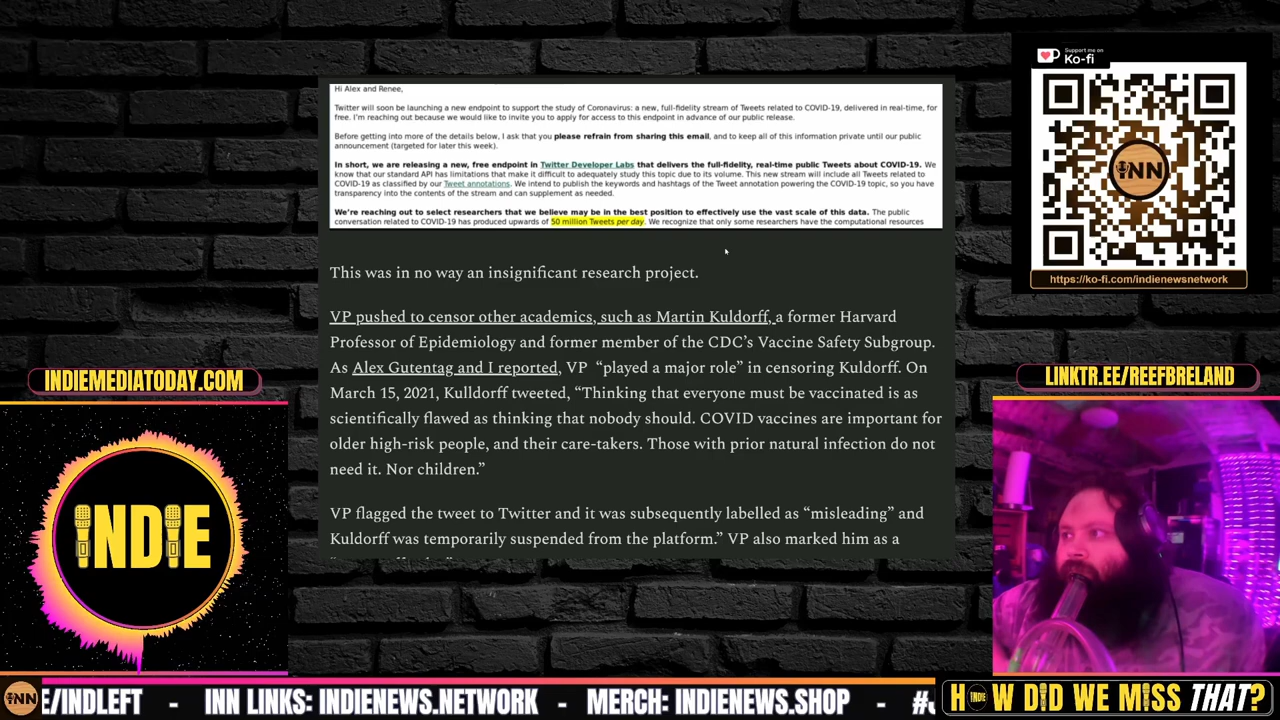 Hi Alex and Renee,
Twitter will soon be launching a new endpoint to support the study of Coronavirus: a new, full-fidelity stream of Tweets related to COVID-19, delivered in real-time, for
free. I'm reaching out because we would like to invite you to apply for access to this endpoint in advance of our public release.
Before getting into more of the details below, I ask that you please refrain from sharing this email, and to keep all of this information private until our public
announcement (targeted for later this week).
In short, we are releasing a new, free endpoint in Twitter Developer Labs that delivers the full-fidelity, real-time public Tweets about COVID-19. We
know that our standard API has limitations that make it difficult to adequately study this topic due to its volume. This new stream will include all Tweets related to
COVID-19 as classified by our Tweet annotations. We intend to publish the keywords and hashtags of the Tweet annotation powering the COVID-19 topic, so you have
transparency into the contents of the stream and can supplement as needed.
We're reaching out to select researchers that we believe may be in the best position to effectively use the vast scale of this data. The public
conversation related to COVID-19 has produced upwards of 50 million Tweets per day. We recognize that only some researchers have the computational resources
This was in no way an insignificant research project.
VP pushed to censor other academics, such as Martin Kuldorff, a former Harvard
Professor of Epidemiology and former member of the CDC's Vaccine Safety Subgroup.
As Alex Gutentag and I reported, VP “played a major role” in censoring Kuldorff. On
March 15, 2021, Kulldorff tweeted, “Thinking that everyone must be vaccinated is as
scientifically flawed as thinking that nobody should. COVID vaccines are important for
older high-risk people, and their care-takers. Those with prior natural infection do not
need it. Nor children.”
VP flagged the tweet to Twitter and it was subsequently labelled as “misleading” and
Kuldorff was temporarily suspended from the platform.” VP also marked him as a
Support me on
Ko-fi
INN
https://ko-fi.com/indienewsnetwork
INDIEMEDIATODAY.COM
LINKTR.EE/REEFBRELAND
INDIE
INN
E/INDLEFT - INN LINKS: INDIENEWS.NETWORK - MERCH: INDIENEWS.SHOP - #J
HOW DID WE MISS THAT?